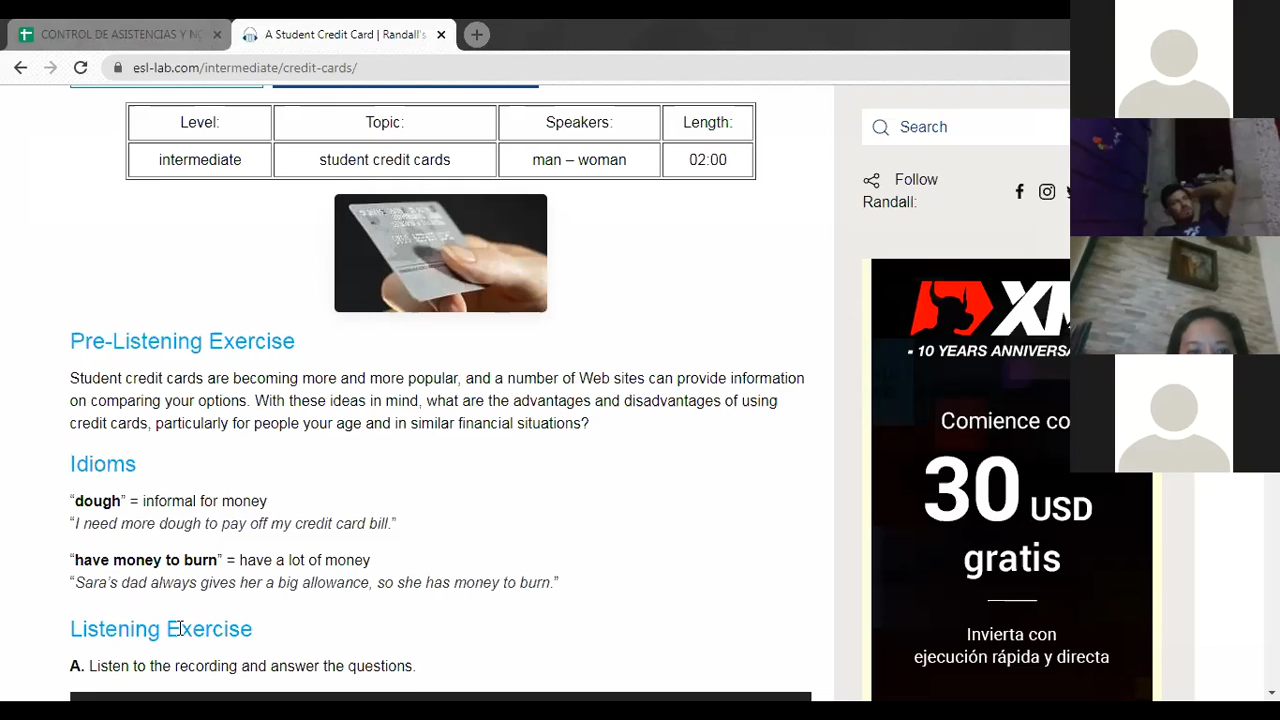 CONTROL DE ASISTENCIAS Y NO
A Student Credit Card | Randall's
esl-lab.com/intermediate/credit-cards/
Level: Topic: Speakers: Length:
intermediate student credit cards man – woman 02:00
Pre-Listening Exercise
Student credit cards are becoming more and more popular, and a number of Web sites can provide information
on comparing your options. With these ideas in mind, what are the advantages and disadvantages of using
credit cards, particularly for people your age and in similar financial situations?
Idioms
“dough” = informal for money
“I need more dough to pay off my credit card bill.”
“have money to burn” = have a lot of money
“Sara’s dad always gives her a big allowance, so she has money to burn.”
Listening Exercise
A. Listen to the recording and answer the questions.
Search
Follow
Randall:
XM
- 10 YEARS ANNIVERSA
Comience co
30 USD
gratis
Invierta con
ejecución rápida y directa